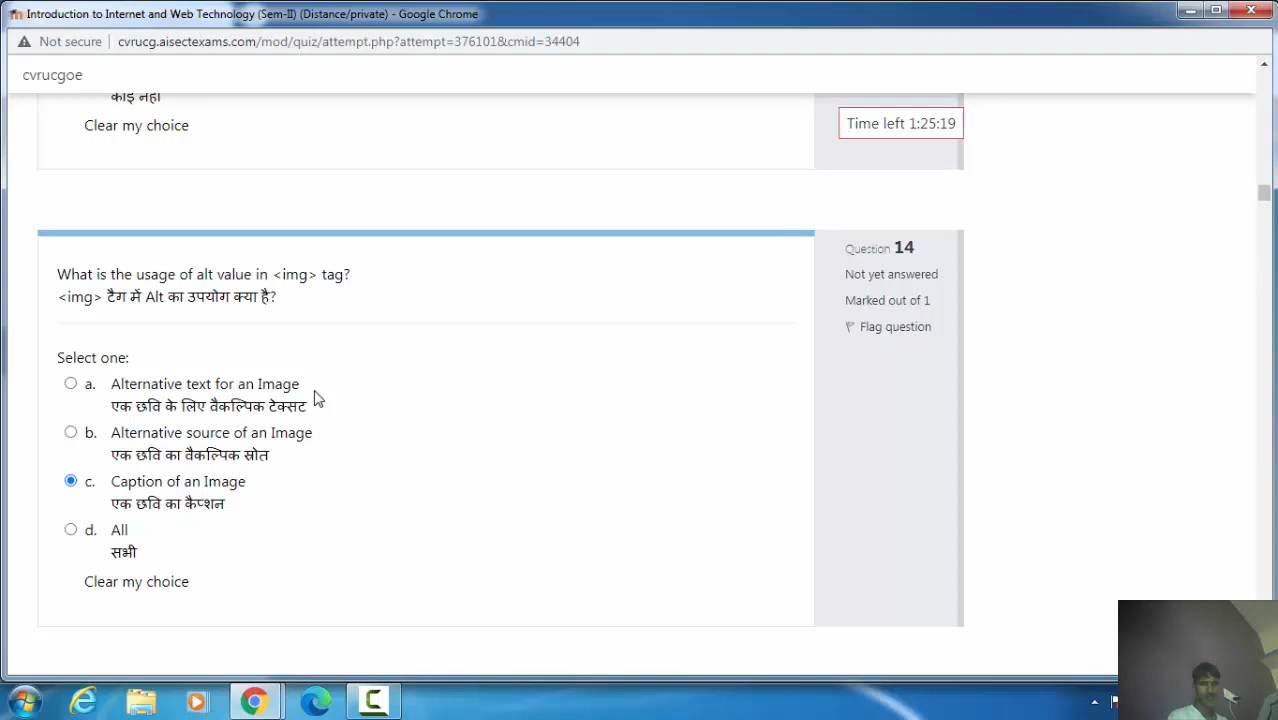 Introduction to Internet and Web Technology (Sem-II) (Distance/private) - Google Chrome
Not secure cvrucg.aisectexams.com/mod/quiz/attempt.php?attempt=376101&cmid=34404
cvrucgoe
Clear my choice
Time left 1:25:19
What is the usage of alt value in <img> tag?
<img> टैग में Alt का उपयोग क्या है?
Question 14
Not yet answered
Marked out of 1
Flag question
Select one:
a. Alternative text for an Image
एक छवि के लिए वैकल्पिक टेक्सट
b. Alternative source of an Image
एक छवि का वैकल्पिक स्रोत
c. Caption of an Image
एक छवि का कैप्शन
d. All
सभी
Clear my choice